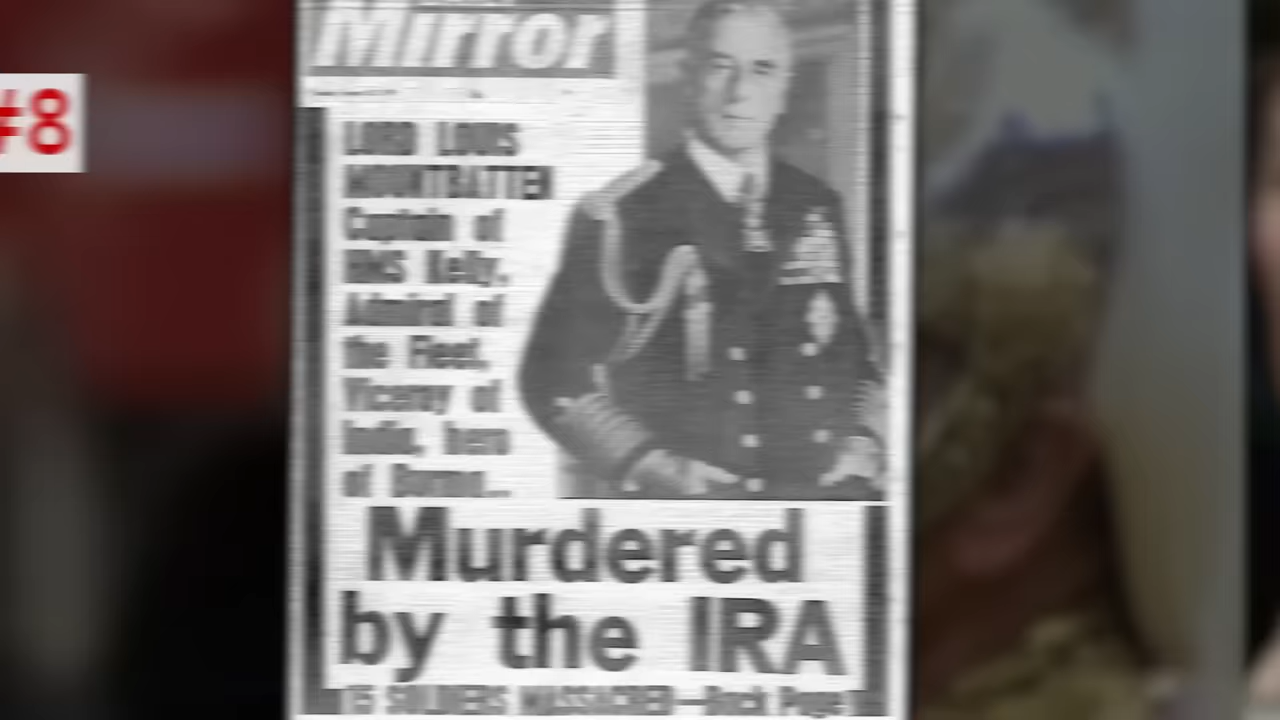 #8
Mirror
LORD LOUIS
MOUNTBATTEN
Captain of
HMS Kelly,
Admiral of
the Fleet,
Viceroy of
India, hero
of Burma...
Murdered
by the IRA
15 SOLDIERS MASSACRED—Back Page